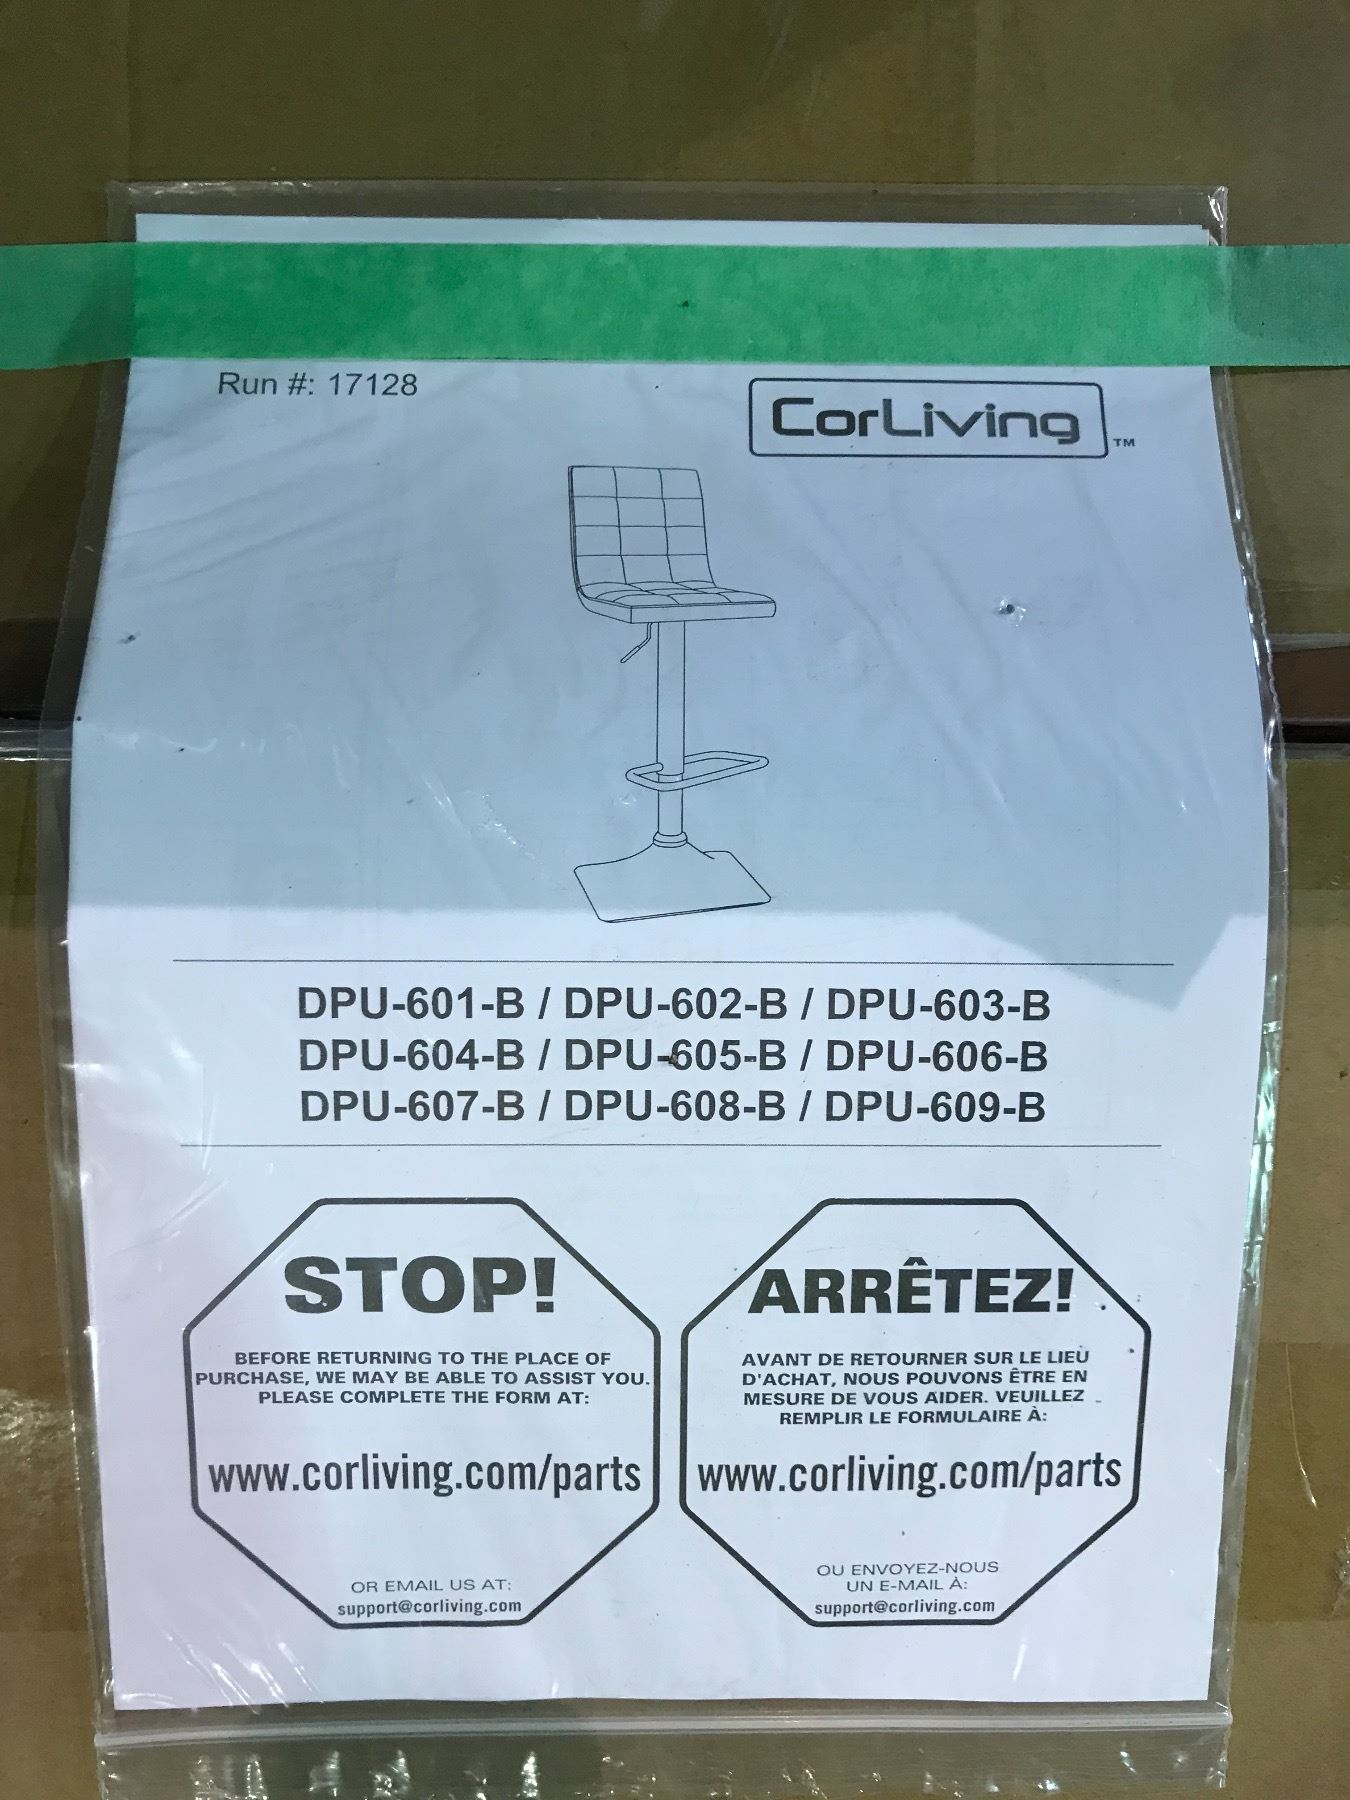 Run #: 17128
CorLiving TM
DPU-601-B / DPU-602-B / DPU-603-B
DPU-604-B / DPU-605-B / DPU-606-B
DPU-607-B / DPU-608-B / DPU-609-B
STOP!
BEFORE RETURNING TO THE PLACE OF
PURCHASE, WE MAY BE ABLE TO ASSIST YOU.
PLEASE COMPLETE THE FORM AT:
www.corliving.com/parts
OR EMAIL US AT:
support@corliving.com
ARRÊTEZ!
AVANT DE RETOURNER SUR LE LIEU
D'ACHAT, NOUS POUVONS ÊTRE EN
MESURE DE VOUS AIDER. VEUILLEZ
REMPLIR LE FORMULAIRE À:
www.corliving.com/parts
OU ENVOYEZ-NOUS
UN E-MAIL À:
support@corliving.com